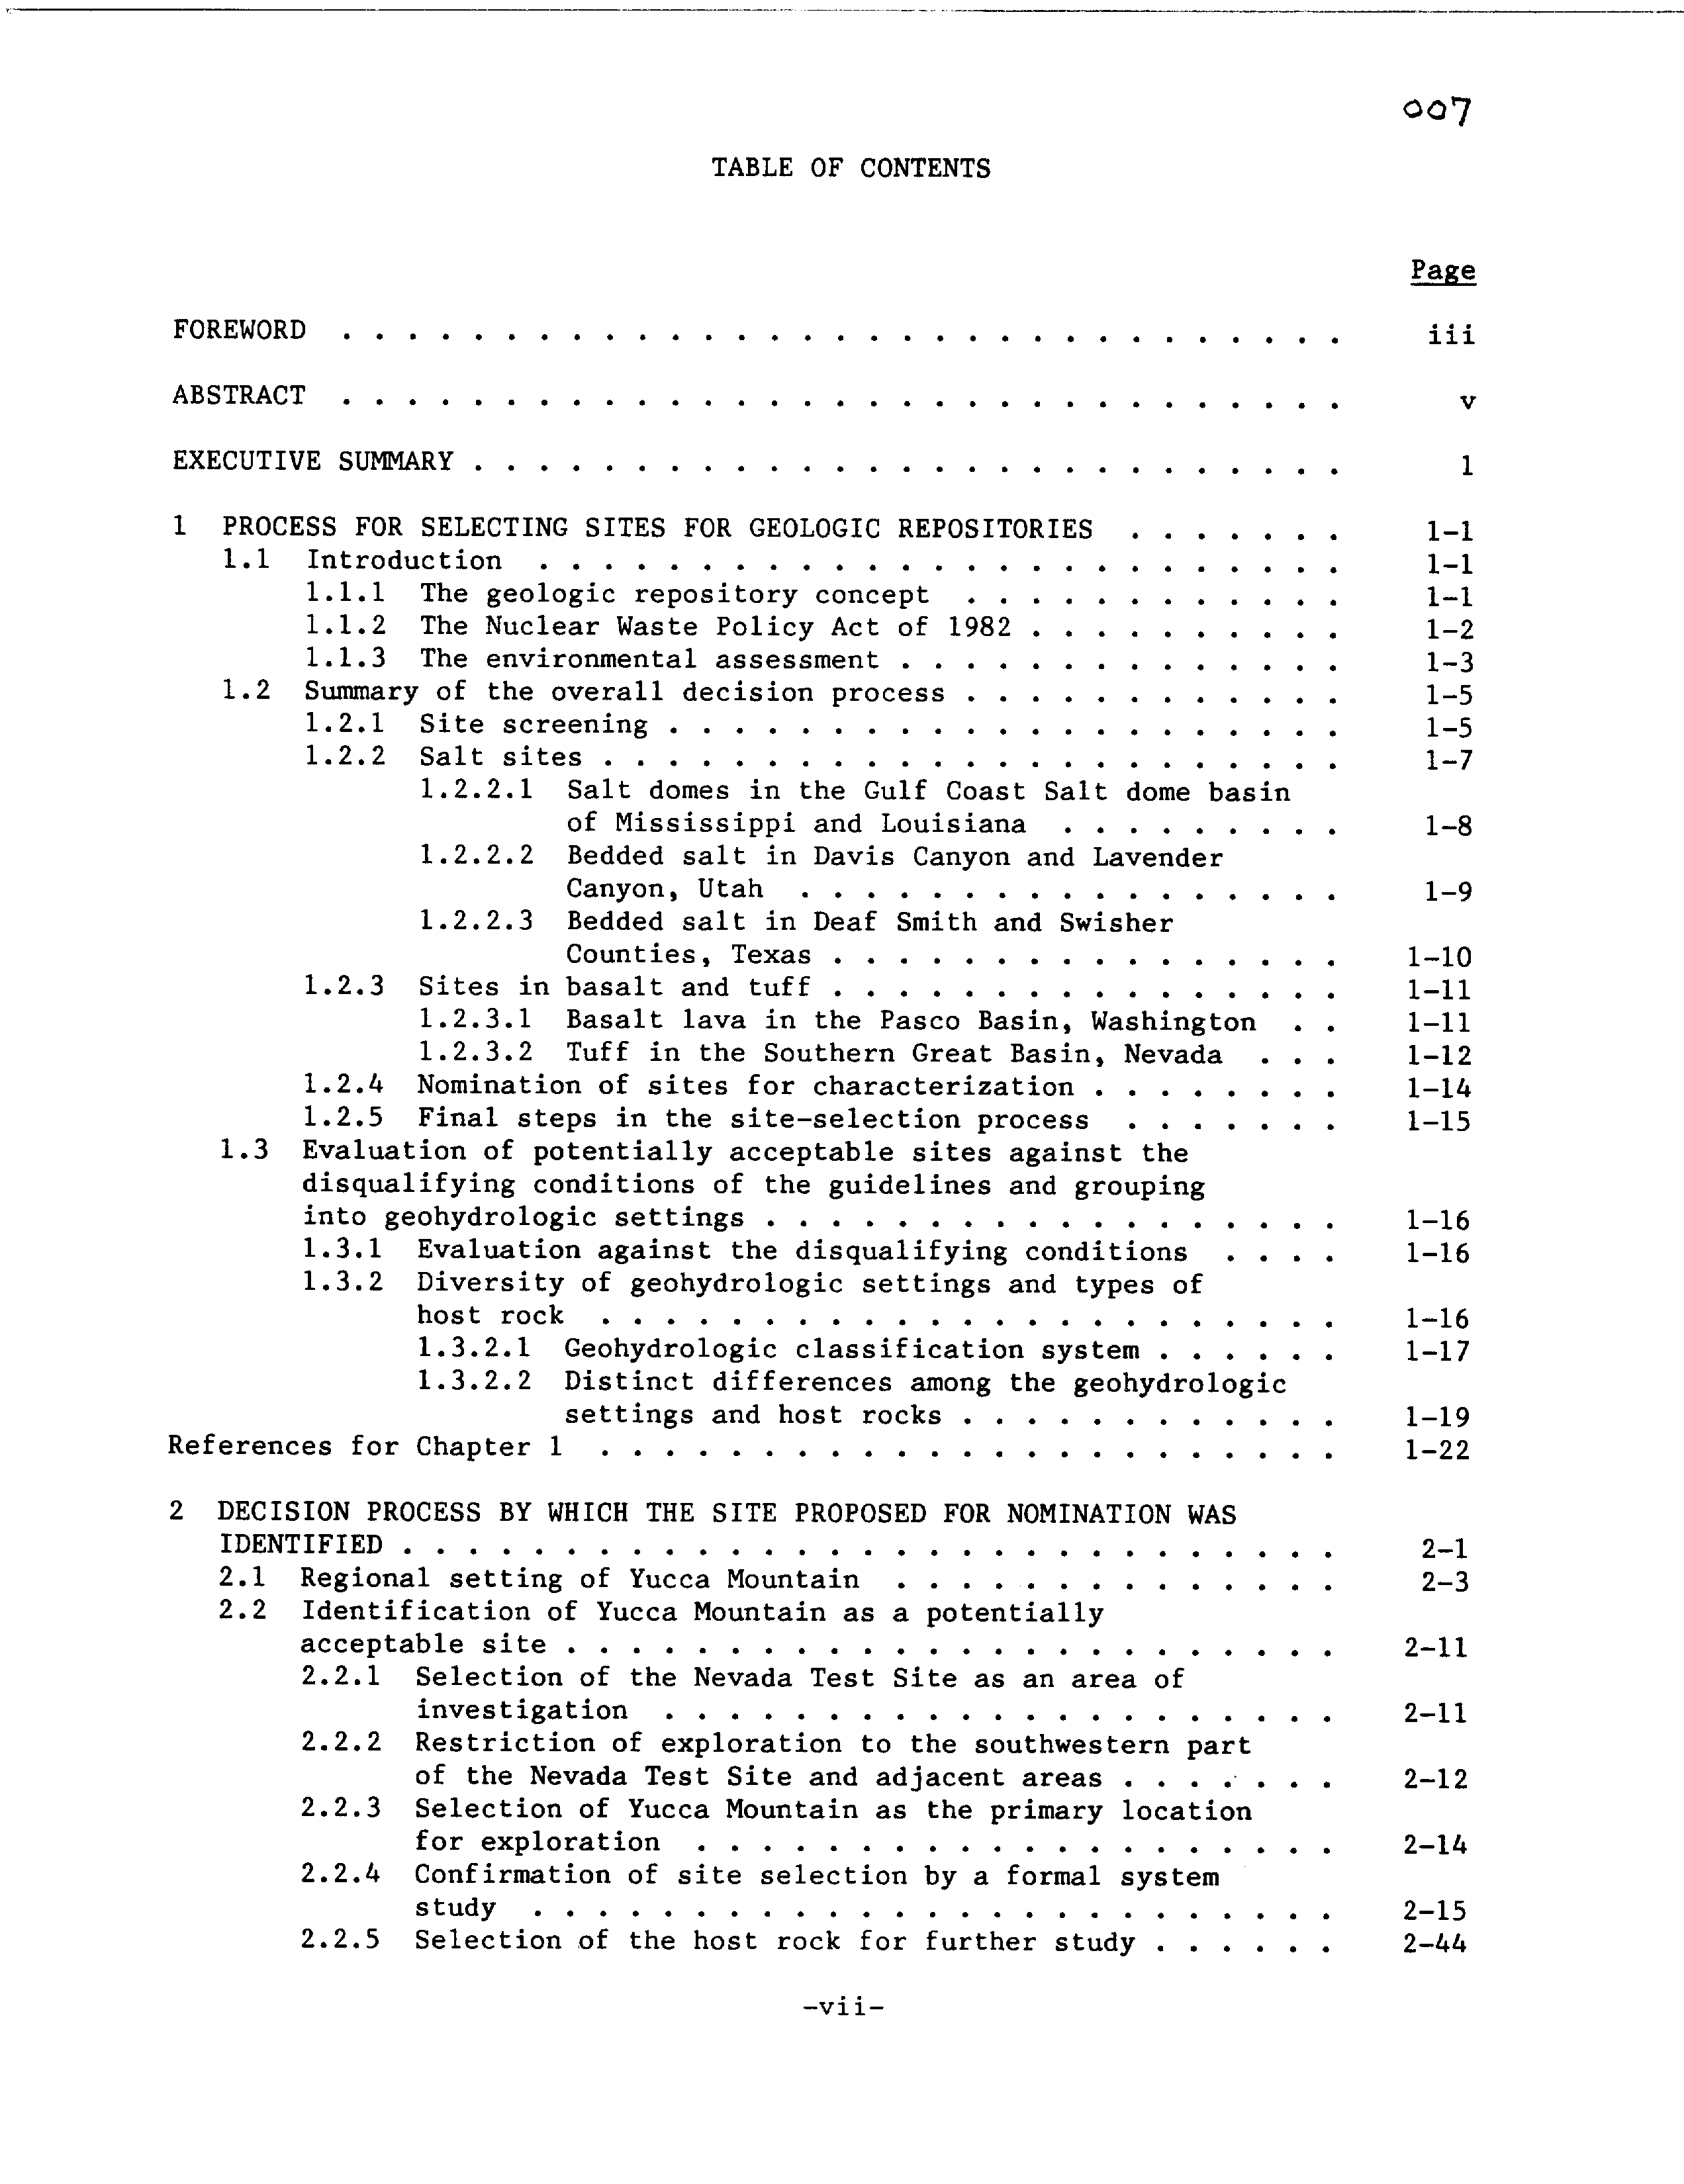 007
TABLE OF CONTENTS
Page
FOREWORD . . . . . . . . . . . . . . . . . . . . . . . . . . . . . . . iii
ABSTRACT . . . . . . . . . . . . . . . . . . . . . . . . . . . . . . . v
EXECUTIVE SUMMARY . . . . . . . . . . . . . . . . . . . . . . . . . . . 1
1 PROCESS FOR SELECTING SITES FOR GEOLOGIC REPOSITORIES . . . . . . . 1-1
1.1 Introduction . . . . . . . . . . . . . . . . . . . . . . . . . 1-1
1.1.1 The geologic repository concept . . . . . . . . . . . . 1-1
1.1.2 The Nuclear Waste Policy Act of 1982 . . . . . . . . . . 1-2
1.1.3 The environmental assessment . . . . . . . . . . . . . . 1-3
1.2 Summary of the overall decision process . . . . . . . . . . . . 1-5
1.2.1 Site screening . . . . . . . . . . . . . . . . . . . . . 1-5
1.2.2 Salt sites . . . . . . . . . . . . . . . . . . . . . . . 1-7
1.2.2.1 Salt domes in the Gulf Coast Salt dome basin
of Mississippi and Louisiana . . . . . . . . . 1-8
1.2.2.2 Bedded salt in Davis Canyon and Lavender
Canyon, Utah . . . . . . . . . . . . . . . . . 1-9
1.2.2.3 Bedded salt in Deaf Smith and Swisher
Counties, Texas . . . . . . . . . . . . . . . . 1-10
1.2.3 Sites in basalt and tuff . . . . . . . . . . . . . . . . 1-11
1.2.3.1 Basalt lava in the Pasco Basin, Washington . . 1-11
1.2.3.2 Tuff in the Southern Great Basin, Nevada . . . 1-12
1.2.4 Nomination of sites for characterization . . . . . . . . 1-14
1.2.5 Final steps in the site-selection process . . . . . . . 1-15
1.3 Evaluation of potentially acceptable sites against the
disqualifying conditions of the guidelines and grouping
into geohydrologic settings . . . . . . . . . . . . . . . . . . 1-16
1.3.1 Evaluation against the disqualifying conditions . . . . 1-16
1.3.2 Diversity of geohydrologic settings and types of
host rock . . . . . . . . . . . . . . . . . . . . . . . 1-16
1.3.2.1 Geohydrologic classification system . . . . . . 1-17
1.3.2.2 Distinct differences among the geohydrologic
settings and host rocks . . . . . . . . . . . . 1-19
References for Chapter 1 . . . . . . . . . . . . . . . . . . . . . . . 1-22
2 DECISION PROCESS BY WHICH THE SITE PROPOSED FOR NOMINATION WAS
IDENTIFIED . . . . . . . . . . . . . . . . . . . . . . . . . . . . . 2-1
2.1 Regional setting of Yucca Mountain . . . . . . . . . . . . . . 2-3
2.2 Identification of Yucca Mountain as a potentially
acceptable site . . . . . . . . . . . . . . . . . . . . . . . . 2-11
2.2.1 Selection of the Nevada Test Site as an area of
investigation . . . . . . . . . . . . . . . . . . . . . 2-11
2.2.2 Restriction of exploration to the southwestern part
of the Nevada Test Site and adjacent areas . . . . . . . 2-12
2.2.3 Selection of Yucca Mountain as the primary location
for exploration . . . . . . . . . . . . . . . . . . . . 2-14
2.2.4 Confirmation of site selection by a formal system
study . . . . . . . . . . . . . . . . . . . . . . . . . 2-15
2.2.5 Selection of the host rock for further study . . . . . . 2-44
-vii-